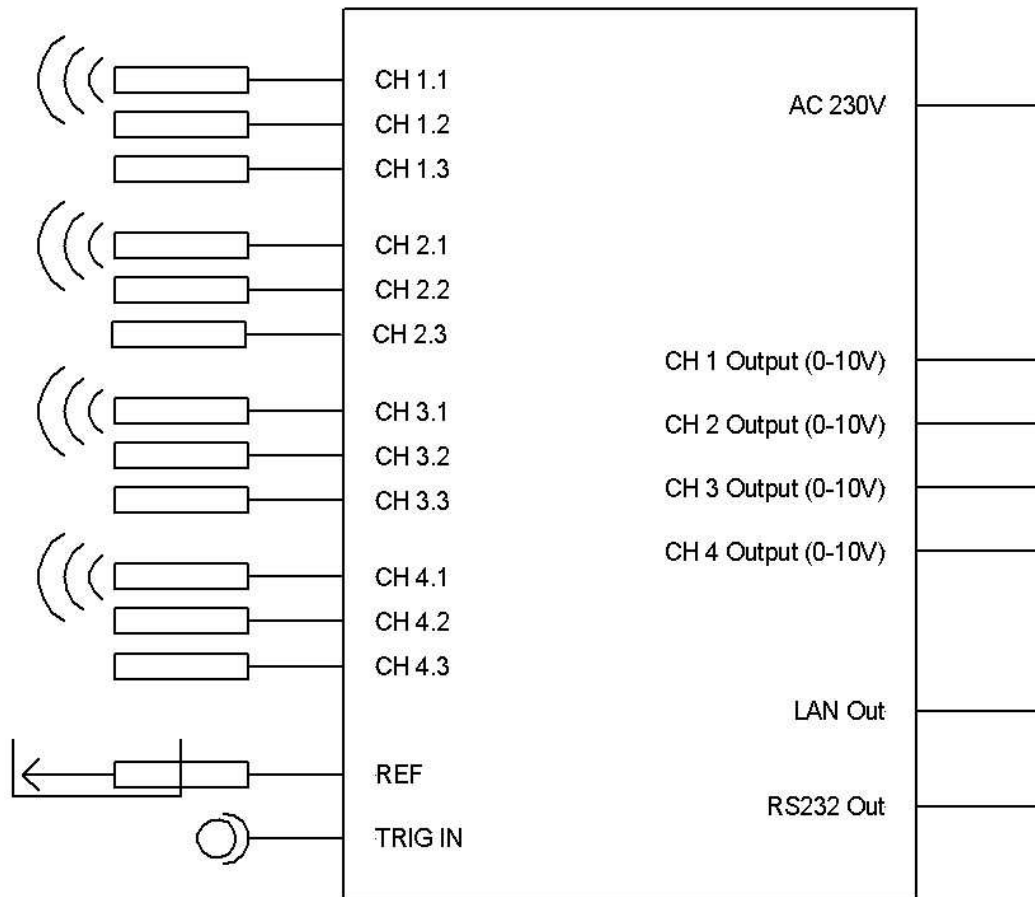 CH 1.1
CH 1.2
CH 1.3
CH 2.1
CH 2.2
CH 2.3
CH 3.1
CH 3.2
CH 3.3
CH 4.1
CH 4.2
CH 4.3
REF
TRIG IN
AC 230V
CH 1 Output (0-10V)
CH 2 Output (0-10V)
CH 3 Output (0-10V)
CH 4 Output (0-10V)
LAN Out
RS232 Out